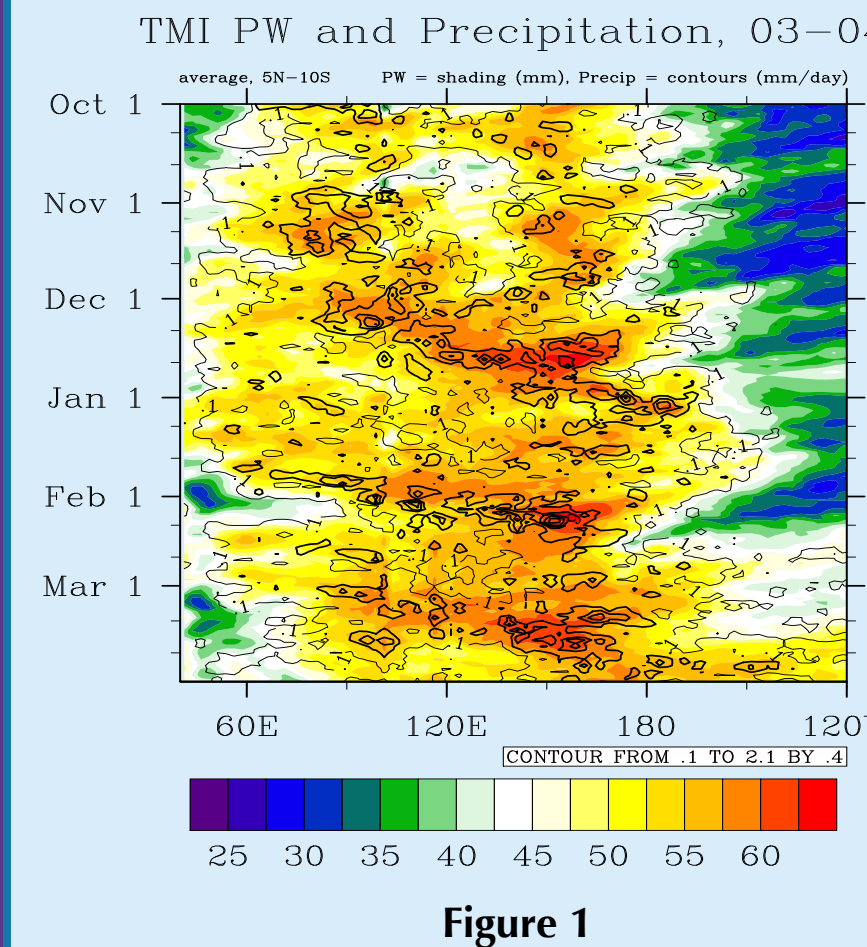 TMI PW and Precipitation, 03-04
average, 5N-10S PW = shading (mm), Precip = contours (mm/day)
Oct 1
Nov 1
Dec 1
Jan 1
Feb 1
Mar 1
60E 120E 180 120
CONTOUR FROM .1 TO 2.1 BY .4
25 30 35 40 45 50 55 60
Figure 1